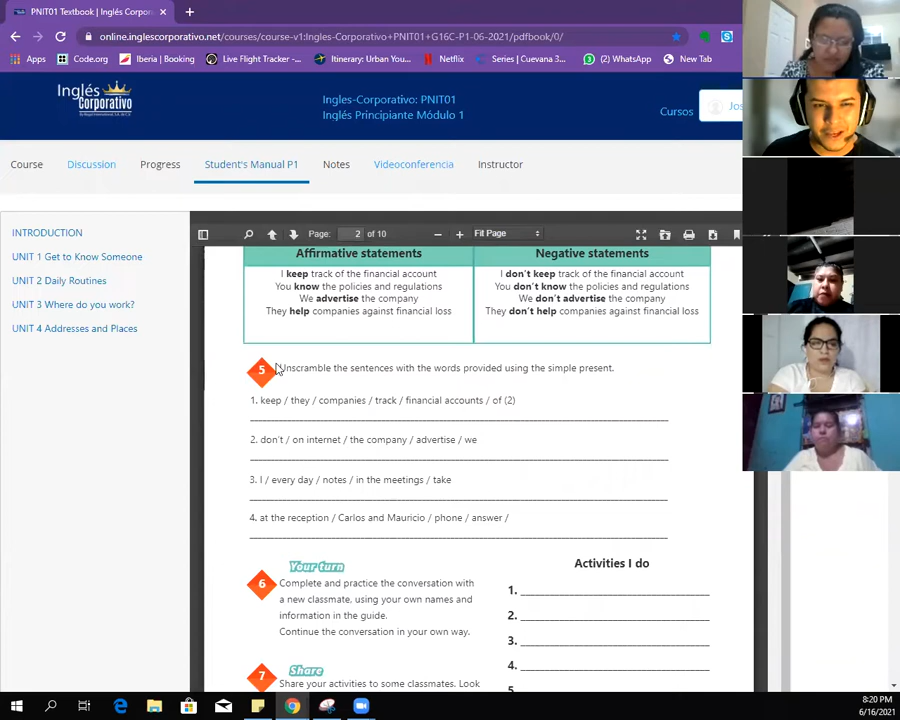 PNIT01 Textbook | Inglés Corpora
online.inglescorporativo.net/courses/course-v1:Ingles-Corporativo+PNIT01+G16C-P1-06-2021/pdfbook/0/
Apps
Code.org
Iberia | Booking
Live Flight Tracker -...
Itinerary: Urban You...
Netflix
Series | Cuevana 3...
(2) WhatsApp
New Tab
Inglés
Corporativo
Ingles-Corporativo: PNIT01
Inglés Principiante Módulo 1
Cursos
Jos
Course
Discussion
Progress
Student's Manual P1
Notes
Videoconferencia
Instructor
INTRODUCTION
UNIT 1 Get to Know Someone
UNIT 2 Daily Routines
UNIT 3 Where do you work?
UNIT 4 Addresses and Places
Page: 2 of 10
Fit Page
Affirmative statements
I keep track of the financial account
You know the policies and regulations
We advertise the company
They help companies against financial loss
Negative statements
I don't keep track of the financial account
You don't know the policies and regulations
We don't advertise the company
They don't help companies against financial loss
5
Unscramble the sentences with the words provided using the simple present.
1. keep / they / companies / track / financial accounts / of (2)
2. don't / on internet / the company / advertise / we
3. I / every day / notes / in the meetings / take
4. at the reception / Carlos and Mauricio / phone / answer /
6
Your turn
Complete and practice the conversation with
a new classmate, using your own names and
information in the guide.
Continue the conversation in your own way.
Activities I do
1.
2.
3.
4.
5.
7
Share
Share your activities to some classmates. Look
8:20 PM
6/16/2021